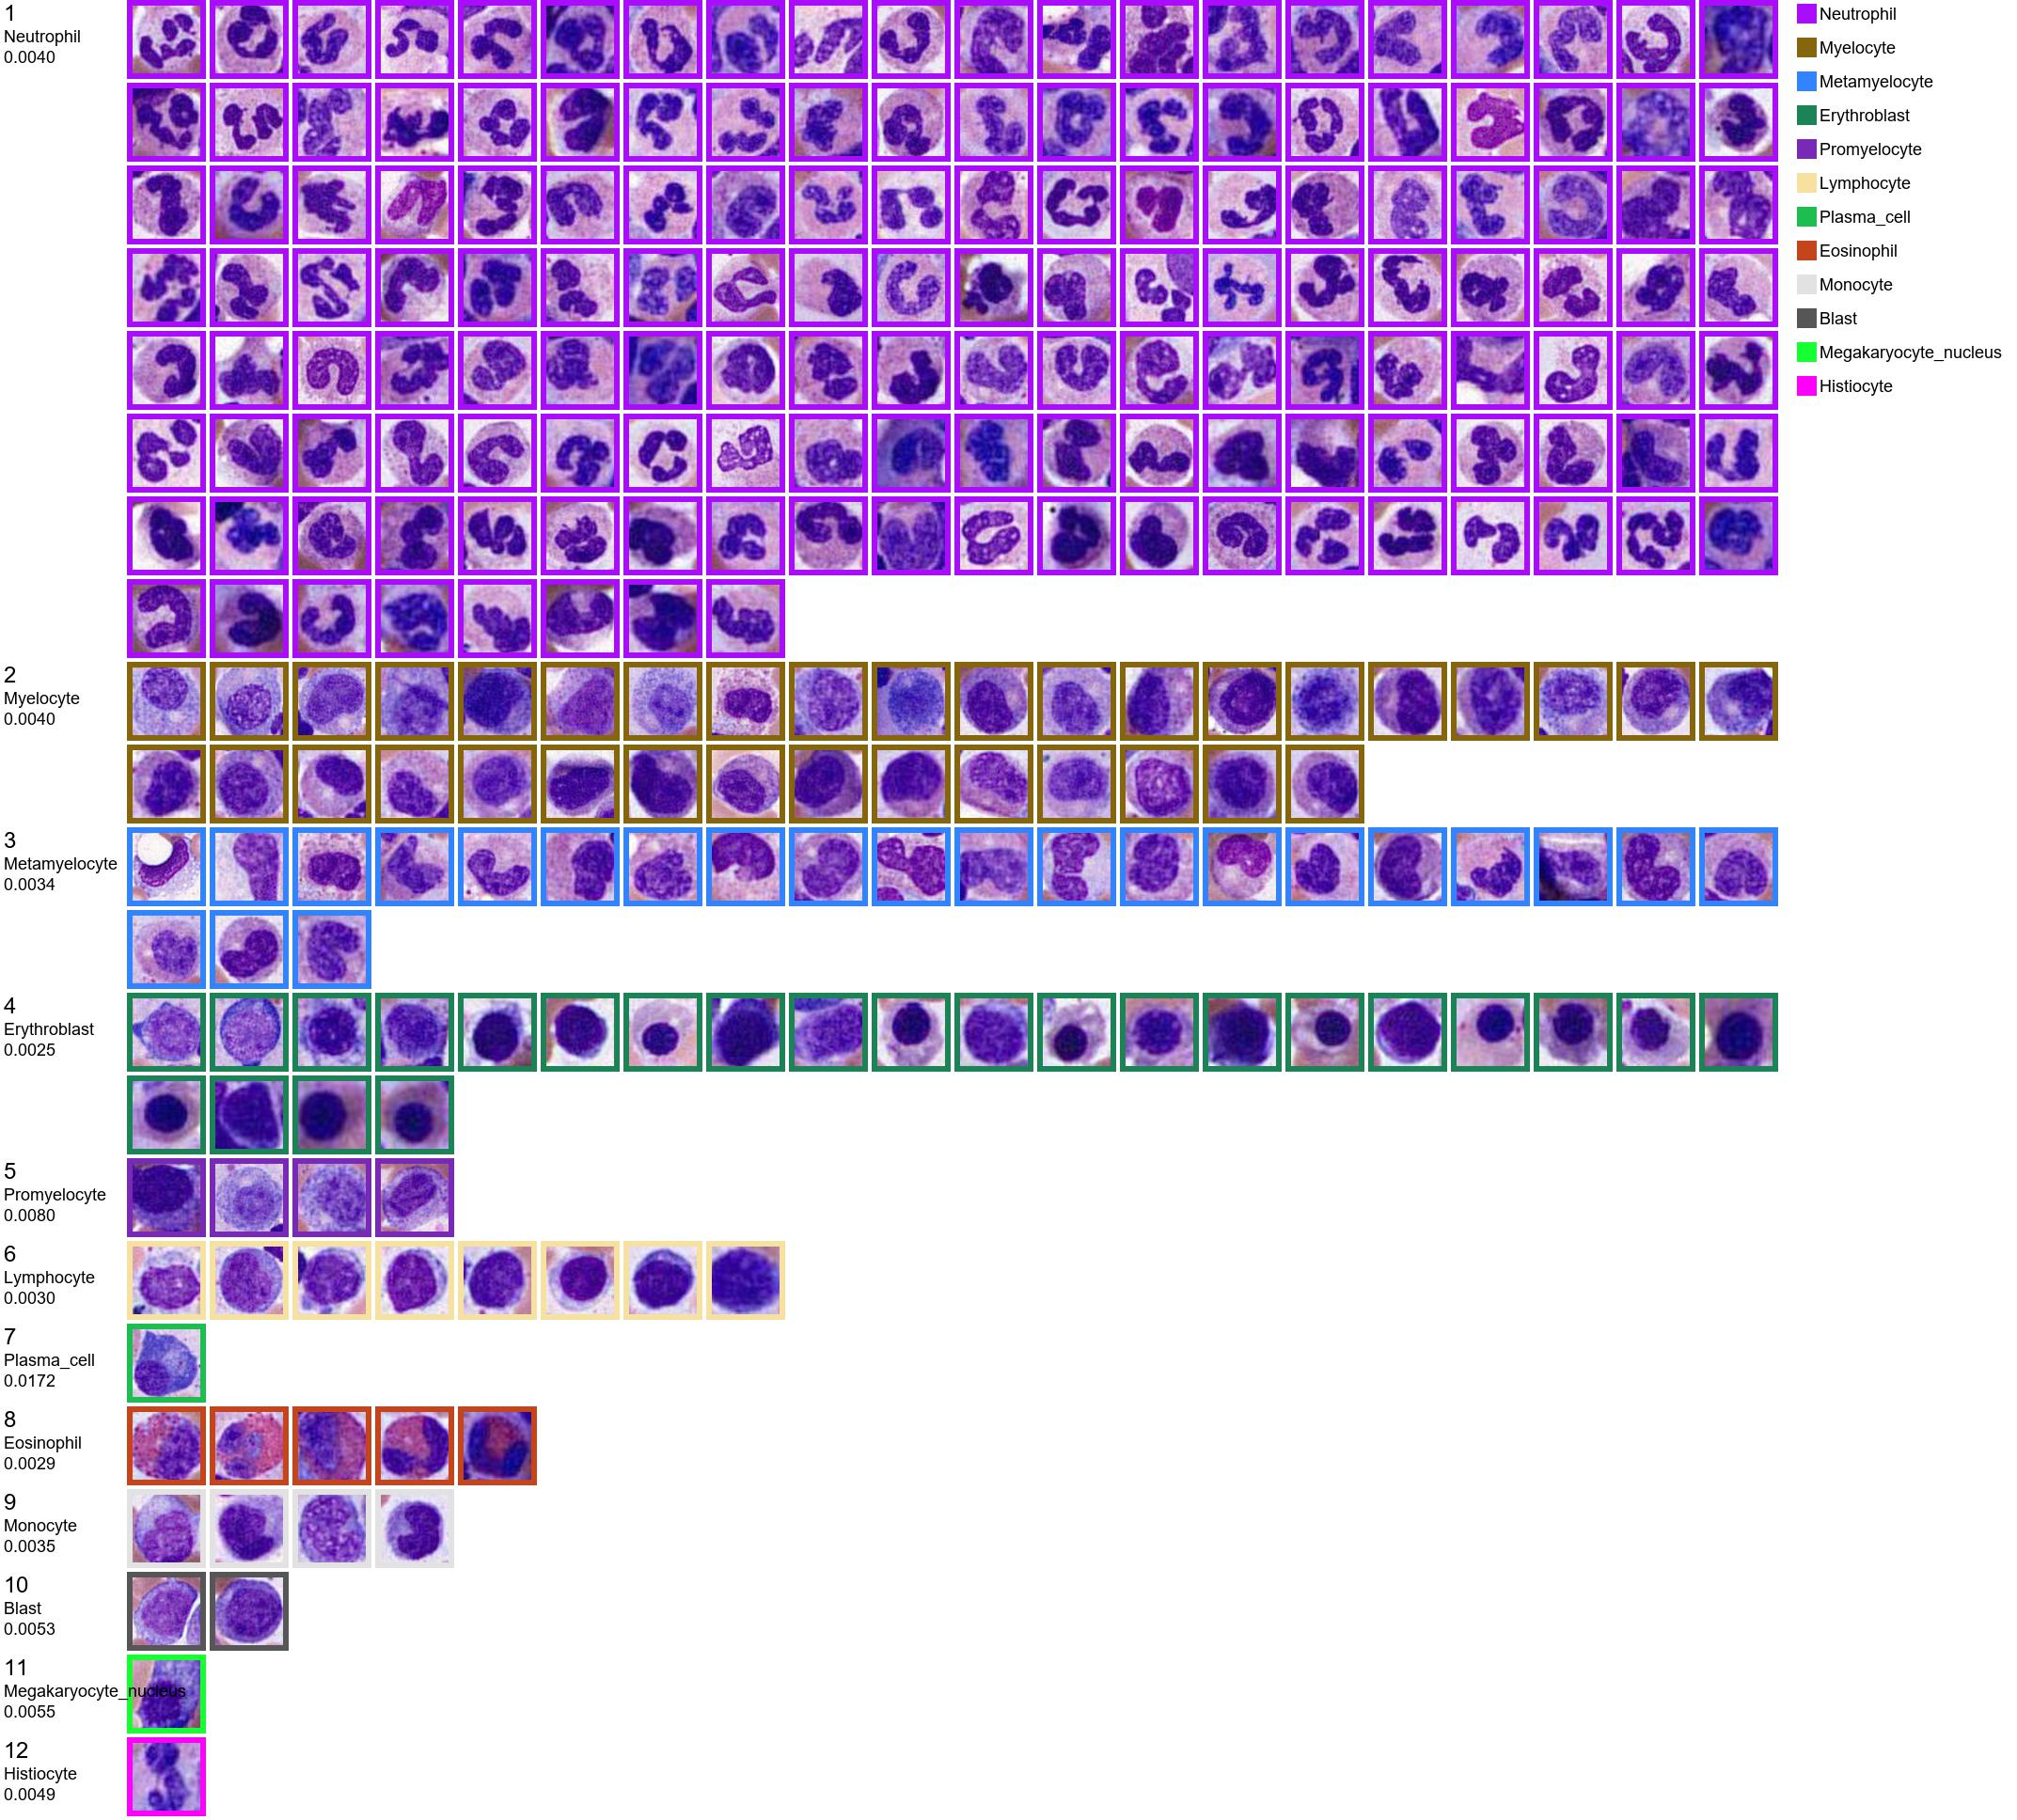 1
Neutrophil
0.0040
2
Myelocyte
0.0040
3
Metamyelocyte
0.0034
4
Erythroblast
0.0025
5
Promyelocyte
0.0080
6
Lymphocyte
0.0030
7
Plasma_cell
0.0172
8
Eosinophil
0.0029
9
Monocyte
0.0035
10
Blast
0.0053
11
Megakaryocyte_nucleus
0.0055
12
Histiocyte
0.0049
Neutrophil
Myelocyte
Metamyelocyte
Erythroblast
Promyelocyte
Lymphocyte
Plasma_cell
Eosinophil
Monocyte
Blast
Megakaryocyte_nucleus
Histiocyte